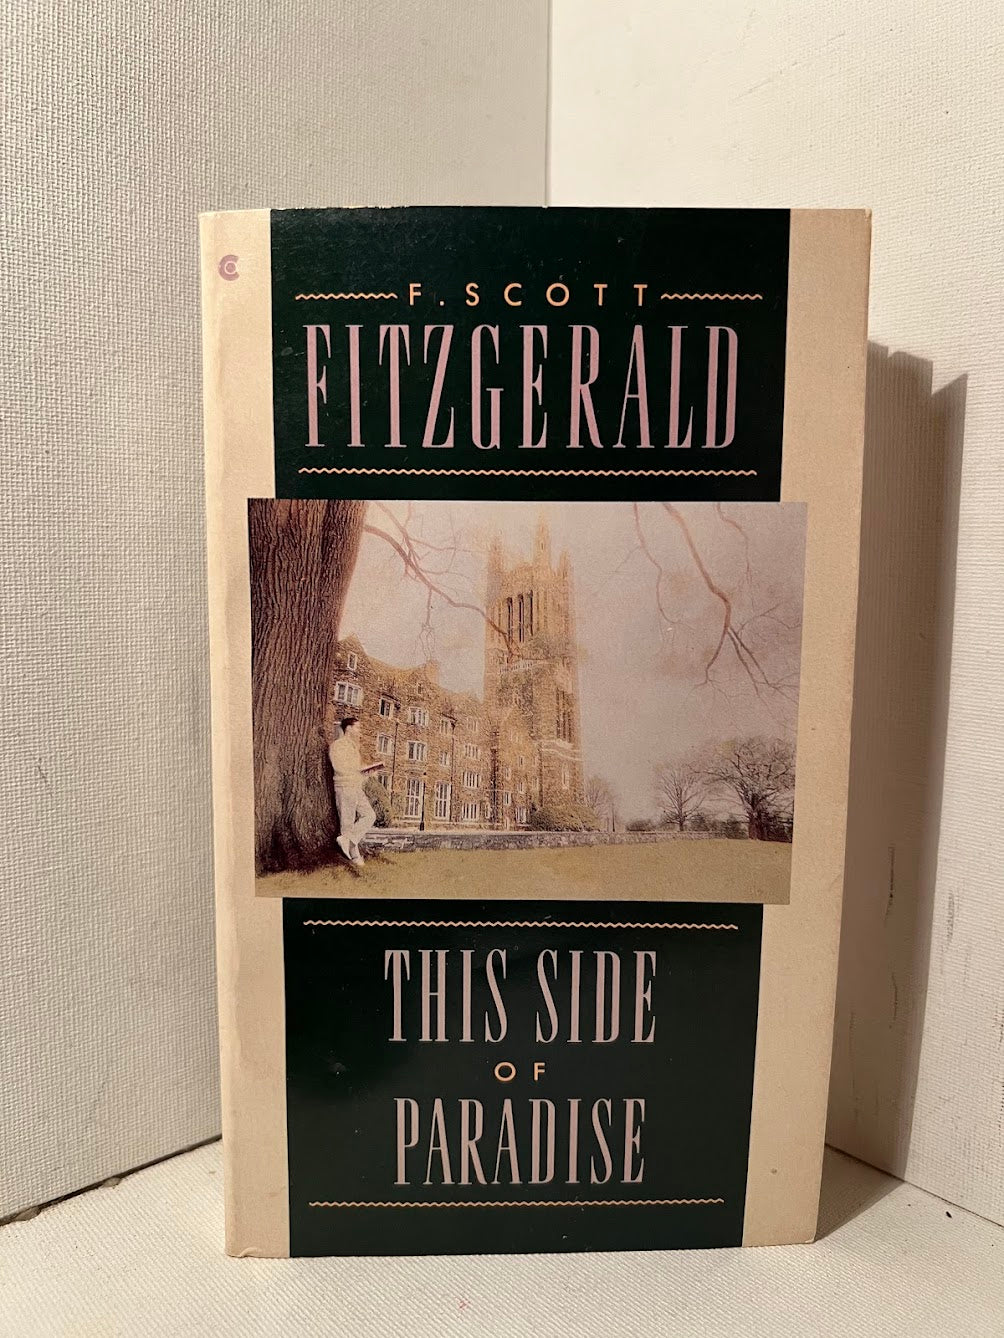 F. SCOTT
FITZGERALD
THIS SIDE
OF
PARADISE